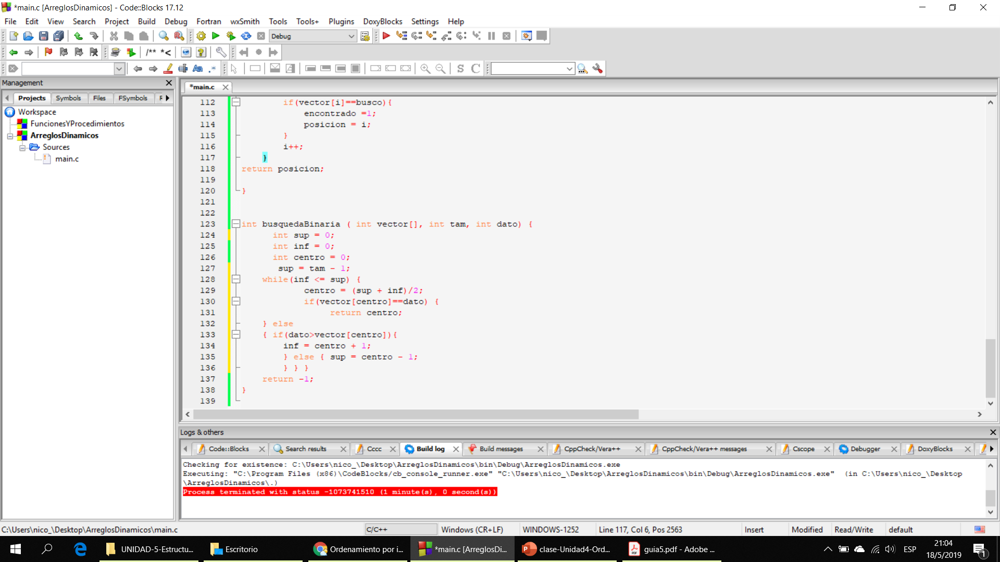 *main.c [ArreglosDinamicos] - Code::Blocks 17.12
File Edit View Search Project Build Debug Fortran wxSmith Tools Tools+ Plugins DoxyBlocks Settings Help
Debug
/** *<
Aa .*
S C
Management
Projects Symbols Files FSymbols
Workspace
FuncionesYProcedimientos
ArreglosDinamicos
Sources
main.c
*main.c
112 if(vector[i]==busco){
113 encontrado =1;
114 posicion = i;
115 }
116 i++;
117 }
118 return posicion;
119
120 }
121
122
123 int busquedaBinaria ( int vector[], int tam, int dato) {
124 int sup = 0;
125 int inf = 0;
126 int centro = 0;
127 sup = tam - 1;
128 while(inf <= sup) {
129 centro = (sup + inf)/2;
130 if(vector[centro]==dato) {
131 return centro;
132 } else
133 { if(dato>vector[centro]){
134 inf = centro + 1;
135 } else { sup = centro - 1;
136 } } }
137 return -1;
138 }
139
Logs & others
Code::Blocks Search results Cccc Build log Build messages CppCheck/Vera++ CppCheck/Vera++ messages Cscope Debugger DoxyBlocks
Checking for existence: C:\Users\nico_\Desktop\ArreglosDinamicos\bin\Debug\ArreglosDinamicos.exe
Executing: "C:\Program Files (x86)\CodeBlocks/cb_console_runner.exe" "C:\Users\nico_\Desktop\ArreglosDinamicos\bin\Debug\ArreglosDinamicos.exe" (in C:\Users\nico_\Desktop
\ArreglosDinamicos\.)
Process terminated with status -1073741510 (1 minute(s), 0 second(s))
C:\Users\nico_\Desktop\ArreglosDinamicos\main.c C/C++ Windows (CR+LF) WINDOWS-1252 Line 117, Col 6, Pos 2563 Insert Modified Read/Write default
UNIDAD-5-Estructu... Escritorio Ordenamiento por i... *main.c [ArreglosDi... clase-Unidad4-Ord... guia5.pdf - Adobe ... ESP 21:04
18/5/2019
1